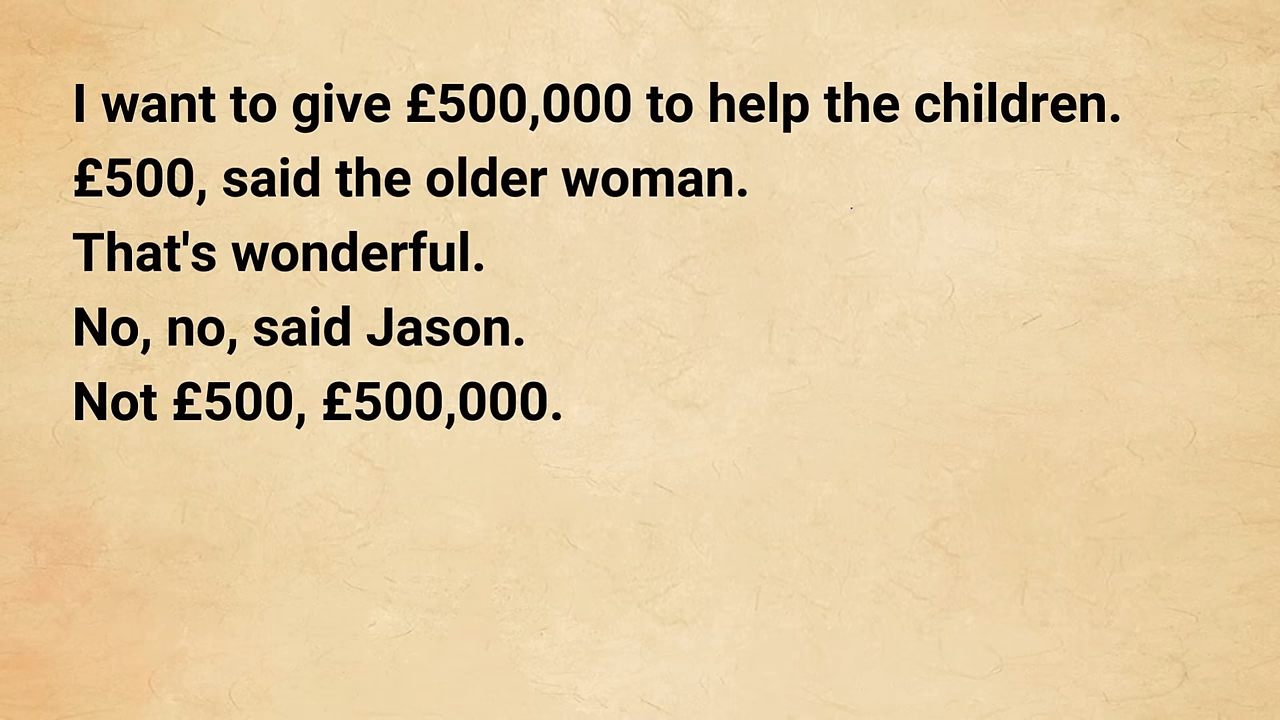 I want to give £500,000 to help the children.
£500, said the older woman.
That's wonderful.
No, no, said Jason.
Not £500, £500,000.